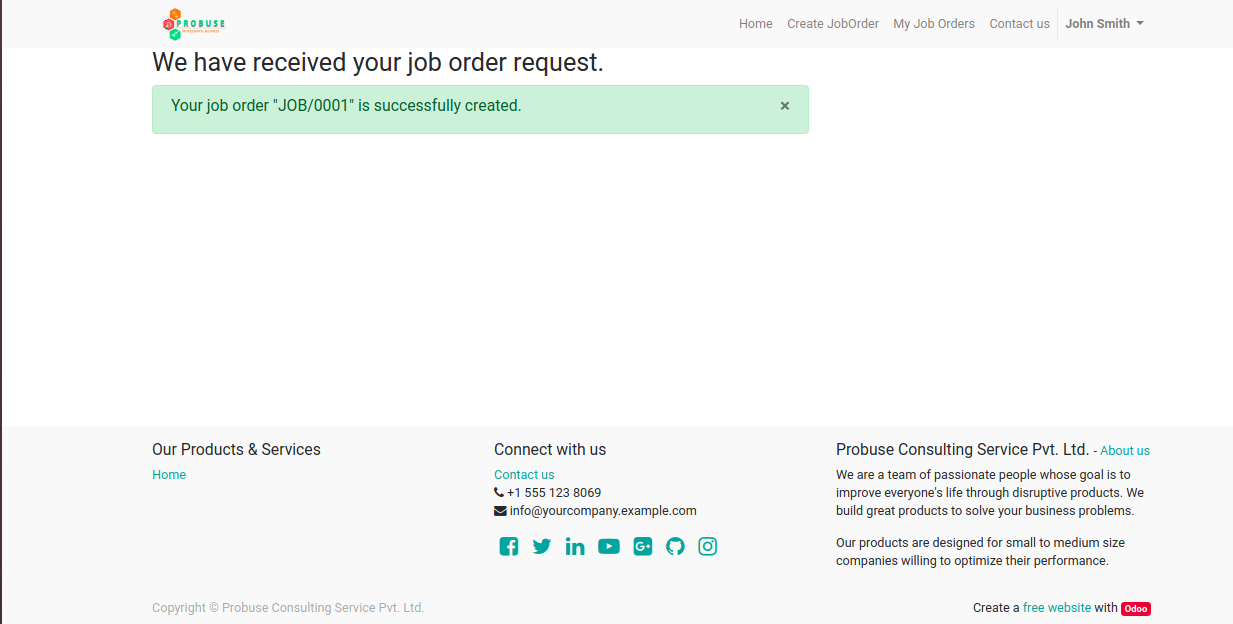 PROBUSE
Home Create JobOrder My Job Orders Contact us John Smith
We have received your job order request.
Your job order "JOB/0001" is successfully created. ×
Our Products & Services
Home
Connect with us
Contact us
+1 555 123 8069
info@yourcompany.example.com
Probuse Consulting Service Pvt. Ltd. - About us
We are a team of passionate people whose goal is to
improve everyone's life through disruptive products. We
build great products to solve your business problems.
Our products are designed for small to medium size
companies willing to optimize their performance.
Copyright © Probuse Consulting Service Pvt. Ltd.
Create a free website with Odoo